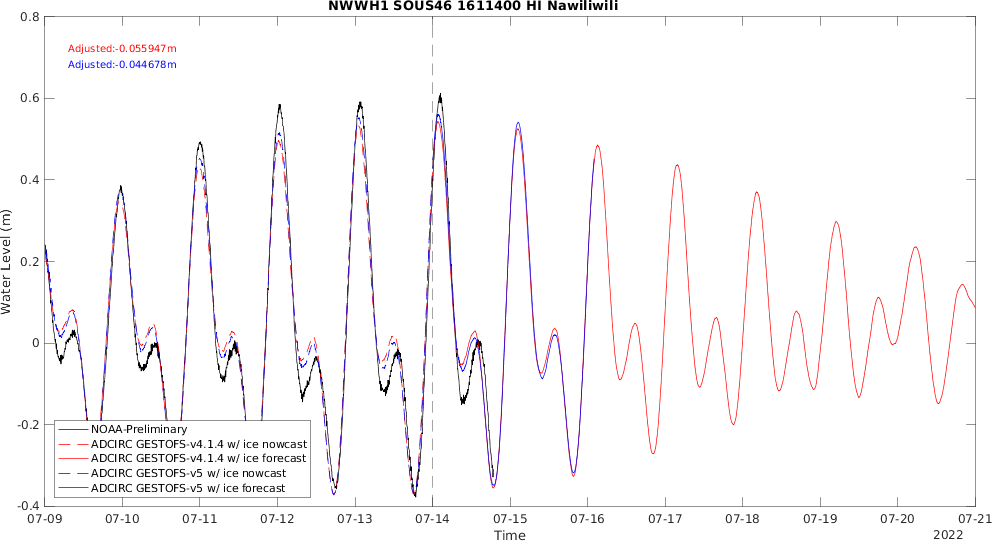 NWWH1 SOUS46 1611400 HI Nawiliwili
0.8
Adjusted:-0.055947m
Adjusted:-0.044678m
0.6
0.4
0.2
0
-0.2
-0.4
Water Level (m)
NOAA-Preliminary
ADCIRC GESTOFS-v4.1.4 w/ ice nowcast
ADCIRC GESTOFS-v4.1.4 w/ ice forecast
ADCIRC GESTOFS-v5 w/ ice nowcast
ADCIRC GESTOFS-v5 w/ ice forecast
07-09 07-10 07-11 07-12 07-13 07-14 07-15 07-16 07-17 07-18 07-19 07-20 07-21
Time
2022